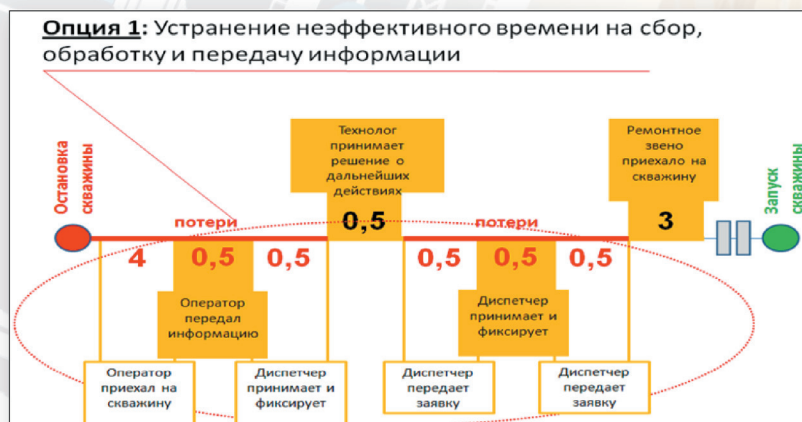 Опция 1: Устранение неэффективного времени на сбор,
обработку и передачу информации
Технолог
принимает
решение о
дальнейших
действиях
Ремонтное
звено
приехало на
скважину
Остановка
скважины
Запуск
скважины
потери
0,5
потери
3
4
0,5
0,5
0,5
0,5
0,5
Оператор
передал
информацию
Диспетчер
принимает и
фиксирует
Оператор
приехал на
скважину
Диспетчер
принимает и
фиксирует
Диспетчер
передает
заявку
Диспетчер
передает
заявку